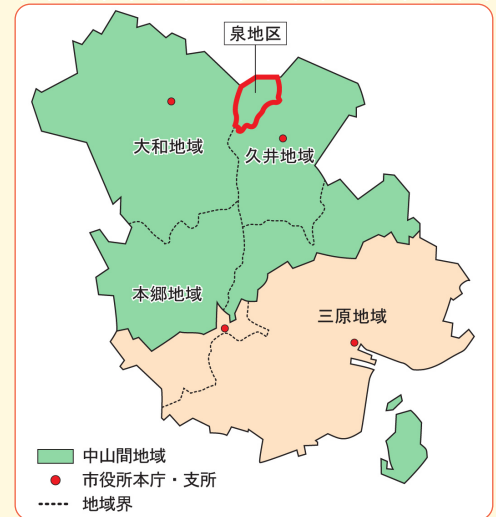 泉地区
大和地域
久井地域
本郷地域
三原地域
中山間地域
市役所本庁・支所
地域界